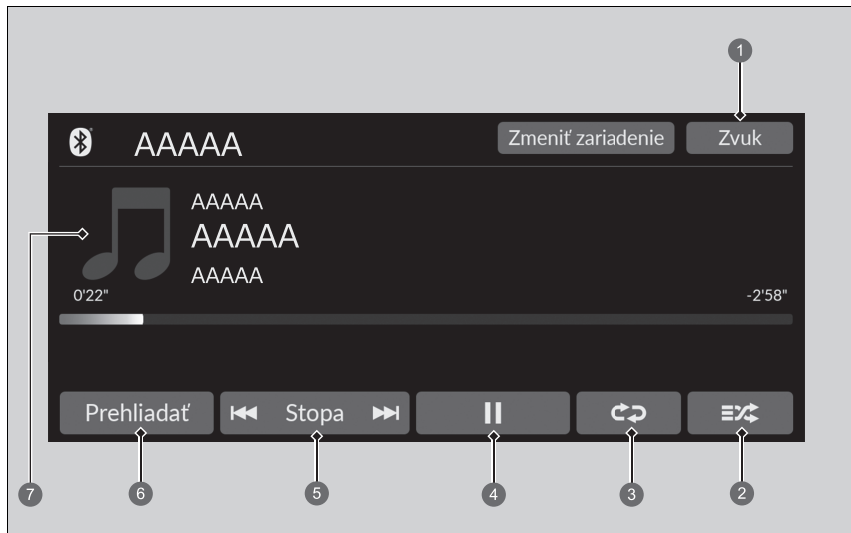 1
AAAAA
Zmeniť zariadenie
Zvuk
AAAAA
AAAAA
AAAAA
7
0'22"
-2'58"
Prehliadať
Stopa
6
5
4
3
2